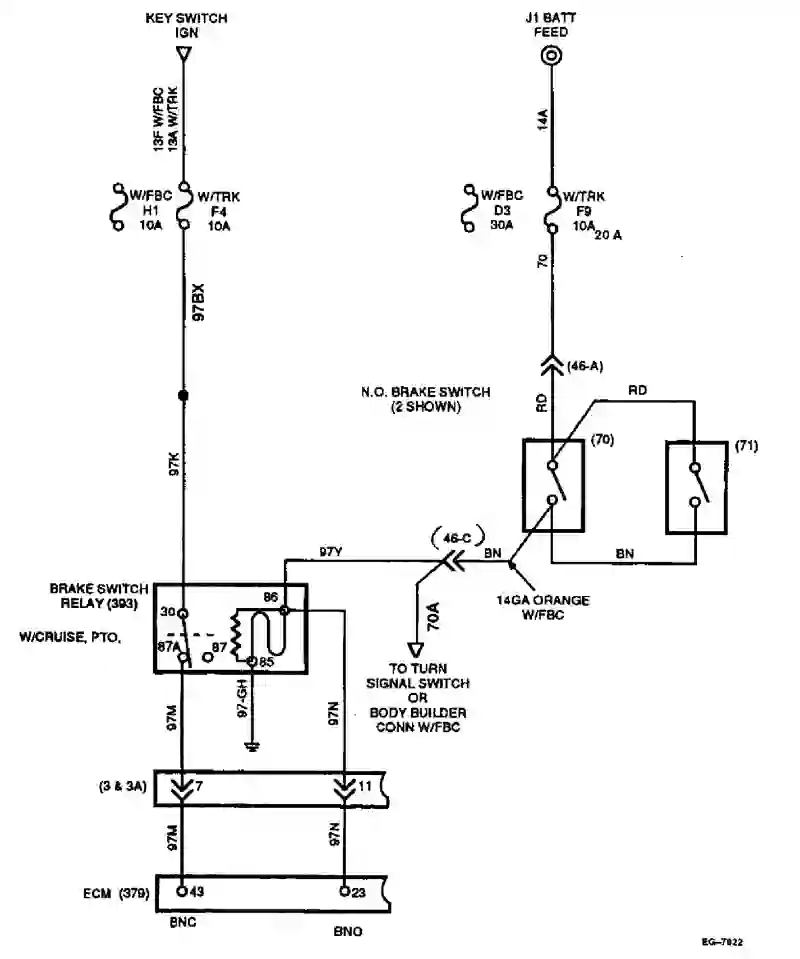 KEY SWITCH
IGN
J1 BATT
FEED
13F W/FBC
13A W/TRK
14A
W/FBC
H1
10A
W/TRK
F4
10A
W/FBC
D3
30A
W/TRK
F9
10A
20 A
97BX
70
(46-A)
N.O. BRAKE SWITCH
(2 SHOWN)
RD
RD
(70)
(71)
97K
(46-C)
97Y
BN
BN
BRAKE SWITCH
RELAY (393)
W/CRUISE, PTO,
30
86
87A
87
85
14GA ORANGE
W/FBC
70A
TO TURN
SIGNAL SWITCH
OR
BODY BUILDER
CONN W/FBC
97M
97-GH
97N
(3 & 3A)
7
11
97M
97N
ECM (379)
43
23
BNC
BNO
EG-7822